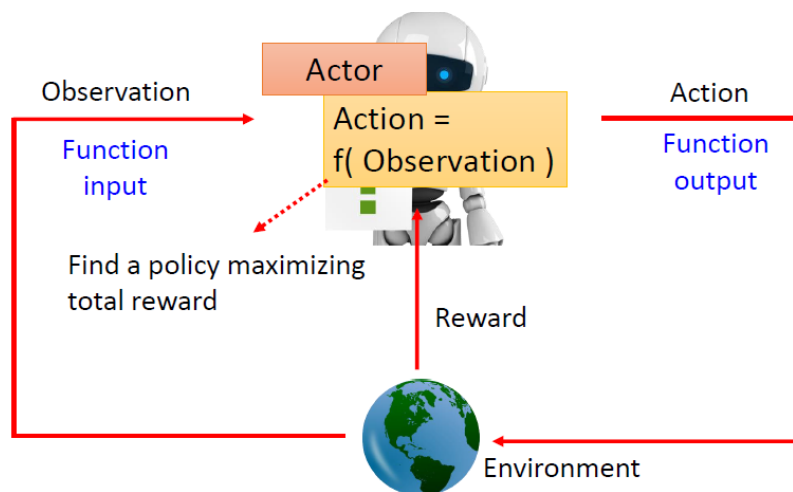 Actor
Observation
Action =
f( Observation )
Action
Function
input
Function
output
Find a policy maximizing
total reward
Reward
Environment